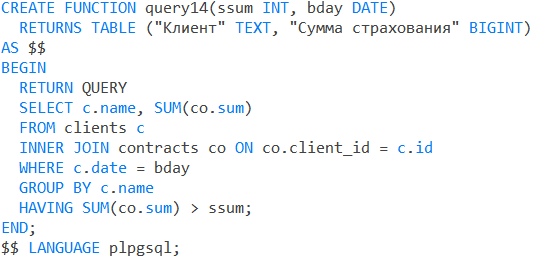 CREATE FUNCTION query14(ssum INT, bday DATE)
  RETURNS TABLE ("Клиент" TEXT, "Сумма страхования" BIGINT)
AS $$
BEGIN
  RETURN QUERY
  SELECT c.name, SUM(co.sum)
  FROM clients c
  INNER JOIN contracts co ON co.client_id = c.id
  WHERE c.date = bday
  GROUP BY c.name
  HAVING SUM(co.sum) > ssum;
END;
$$ LANGUAGE plpgsql;